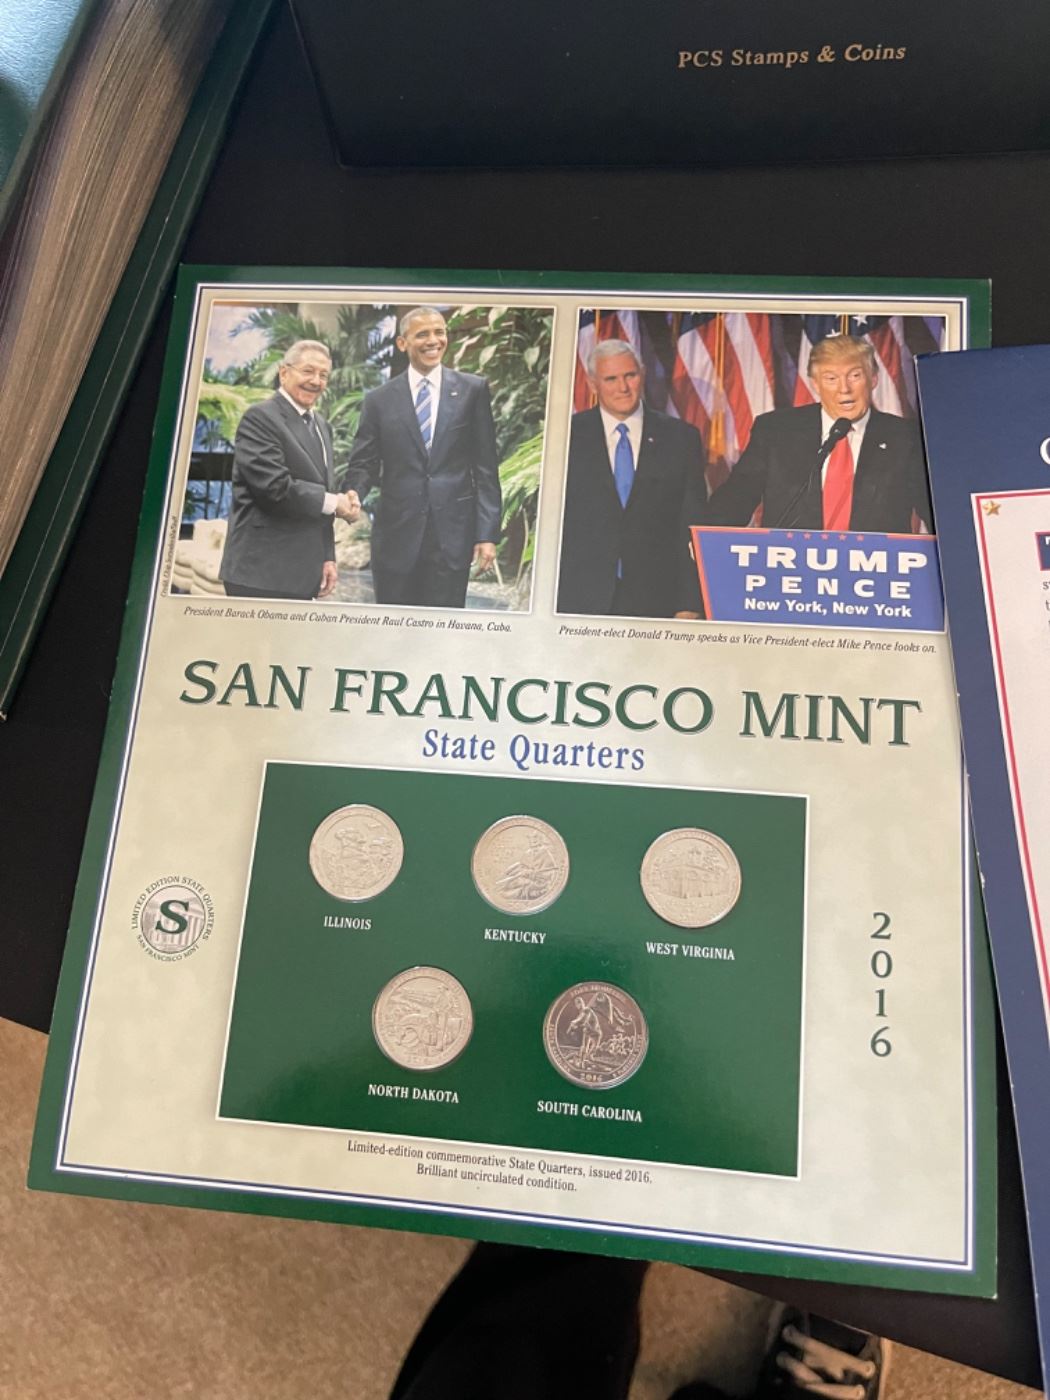 PCS Stamps & Coins
TRUMP
PENCE
New York, New York
President Barack Obama and Cuban President Raul Castro in Havana, Cuba.
President-elect Donald Trump speaks as Vice President-elect Mike Pence looks on.
SAN FRANCISCO MINT
State Quarters
ILLINOIS
KENTUCKY
WEST VIRGINIA
NORTH DAKOTA
SOUTH CAROLINA
LIMITED EDITION STATE QUARTERS
S
SAN FRANCISCO MINT
2
0
1
6
Limited-edition commemorative State Quarters, issued 2016.
Brilliant uncirculated condition.